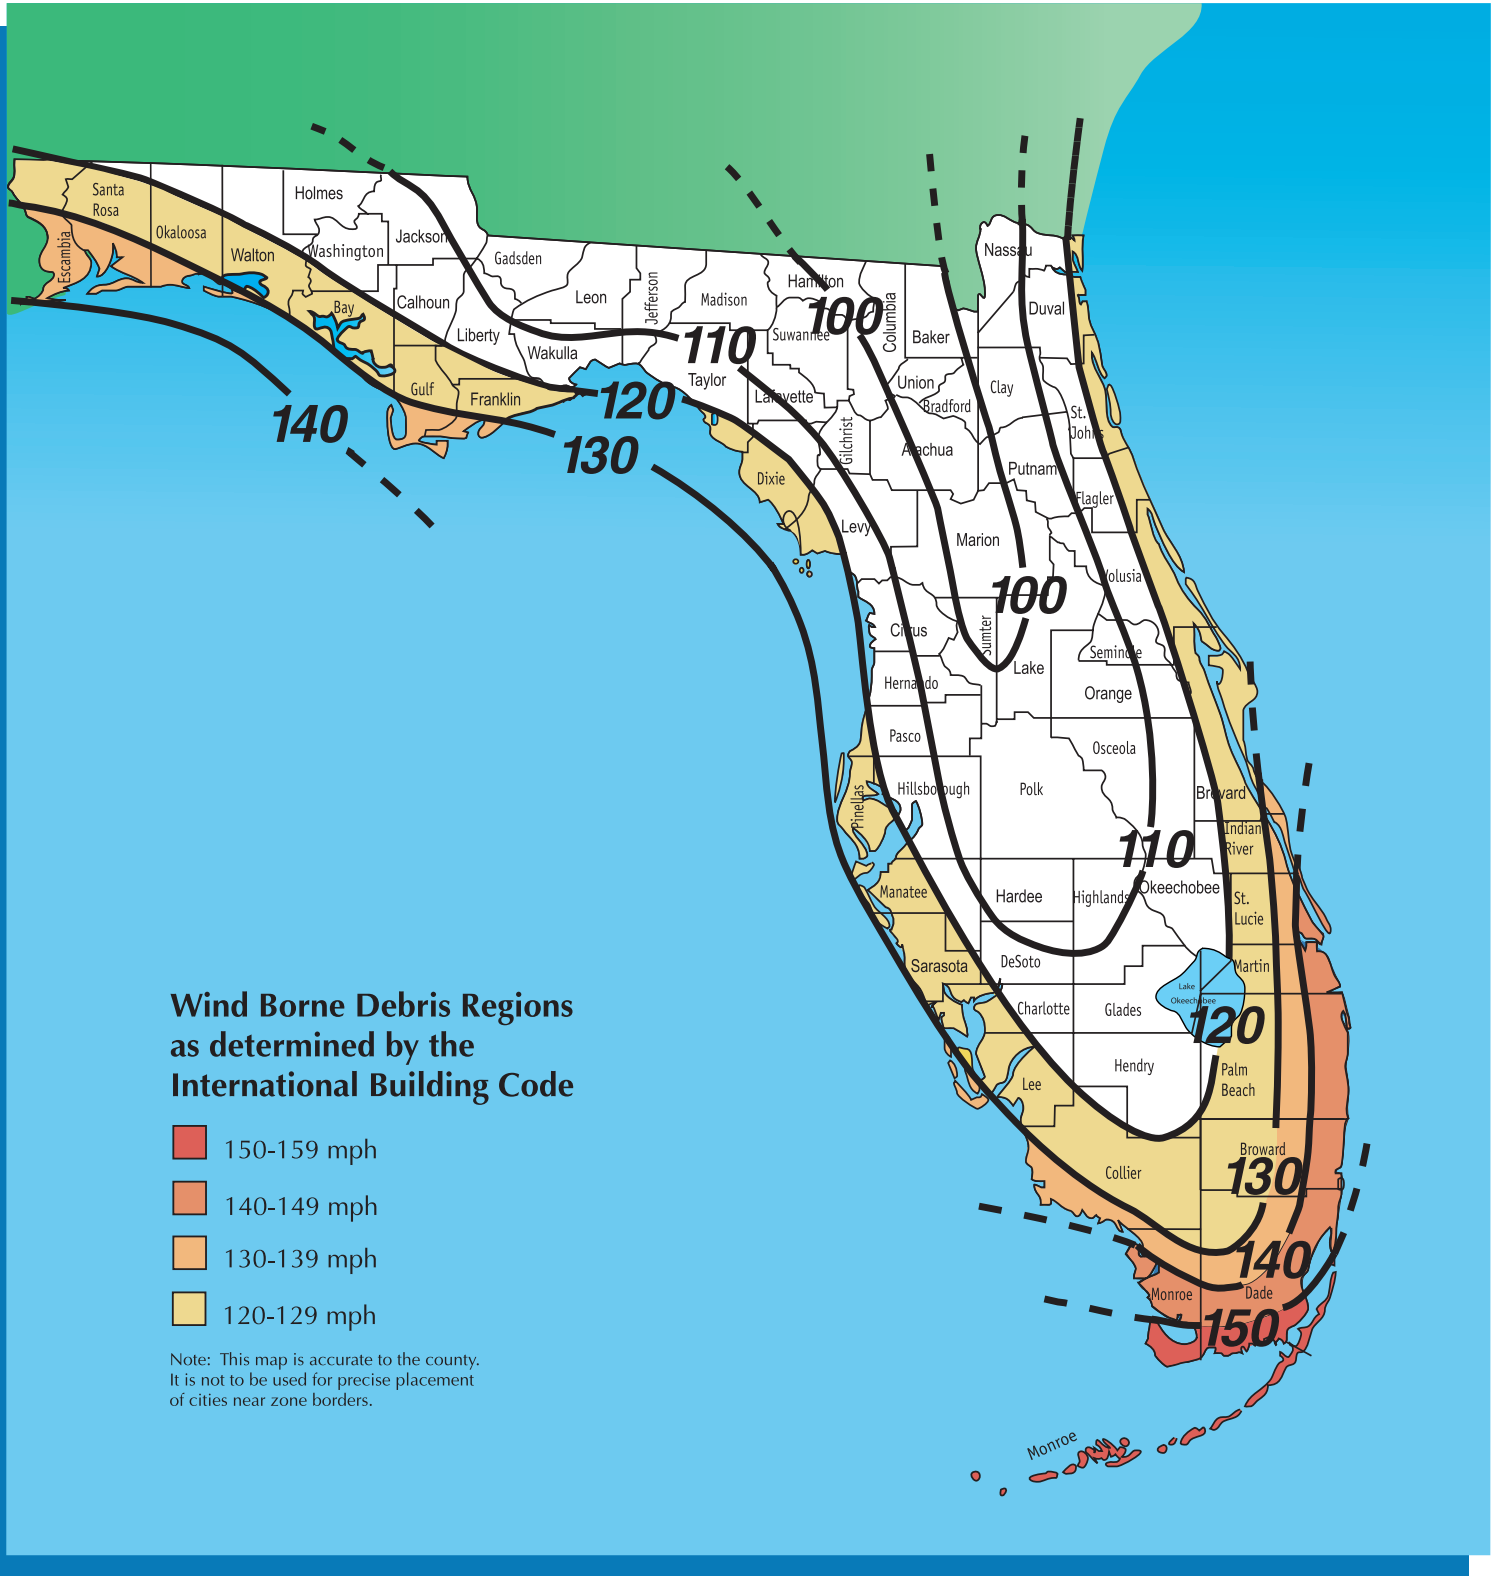 Holmes
Santa
Rosa
Okaloosa
Escambia
Walton
Washington
Jackson
Gadsden
Bay
Calhoun
Liberty
Leon
Wakulla
Jefferson
Madison
Hamilton
Gulf
Franklin
Taylor
Suwannee
Columbia
Baker
Nassau
Duval
Lafayette
Union
Bradford
Clay
St.
Johns
Dixie
Gilchrist
Alachua
Putnam
Flagler
Levy
Marion
Volusia
Citrus
Sumter
Lake
Seminole
Hernando
Orange
Pasco
Osceola
Pinellas
Hillsborough
Polk
Brevard
Indian
River
Manatee
Hardee
Highlands
Okeechobee
St.
Lucie
Sarasota
DeSoto
Martin
Charlotte
Glades
Lake
Okeechobee
Lee
Hendry
Palm
Beach
Collier
Broward
Monroe
Dade
Monroe
100
110
120
130
140
100
110
120
130
140
150
Wind Borne Debris Regions
as determined by the
International Building Code
150-159 mph
140-149 mph
130-139 mph
120-129 mph
Note: This map is accurate to the county.
It is not to be used for precise placement
of cities near zone borders.